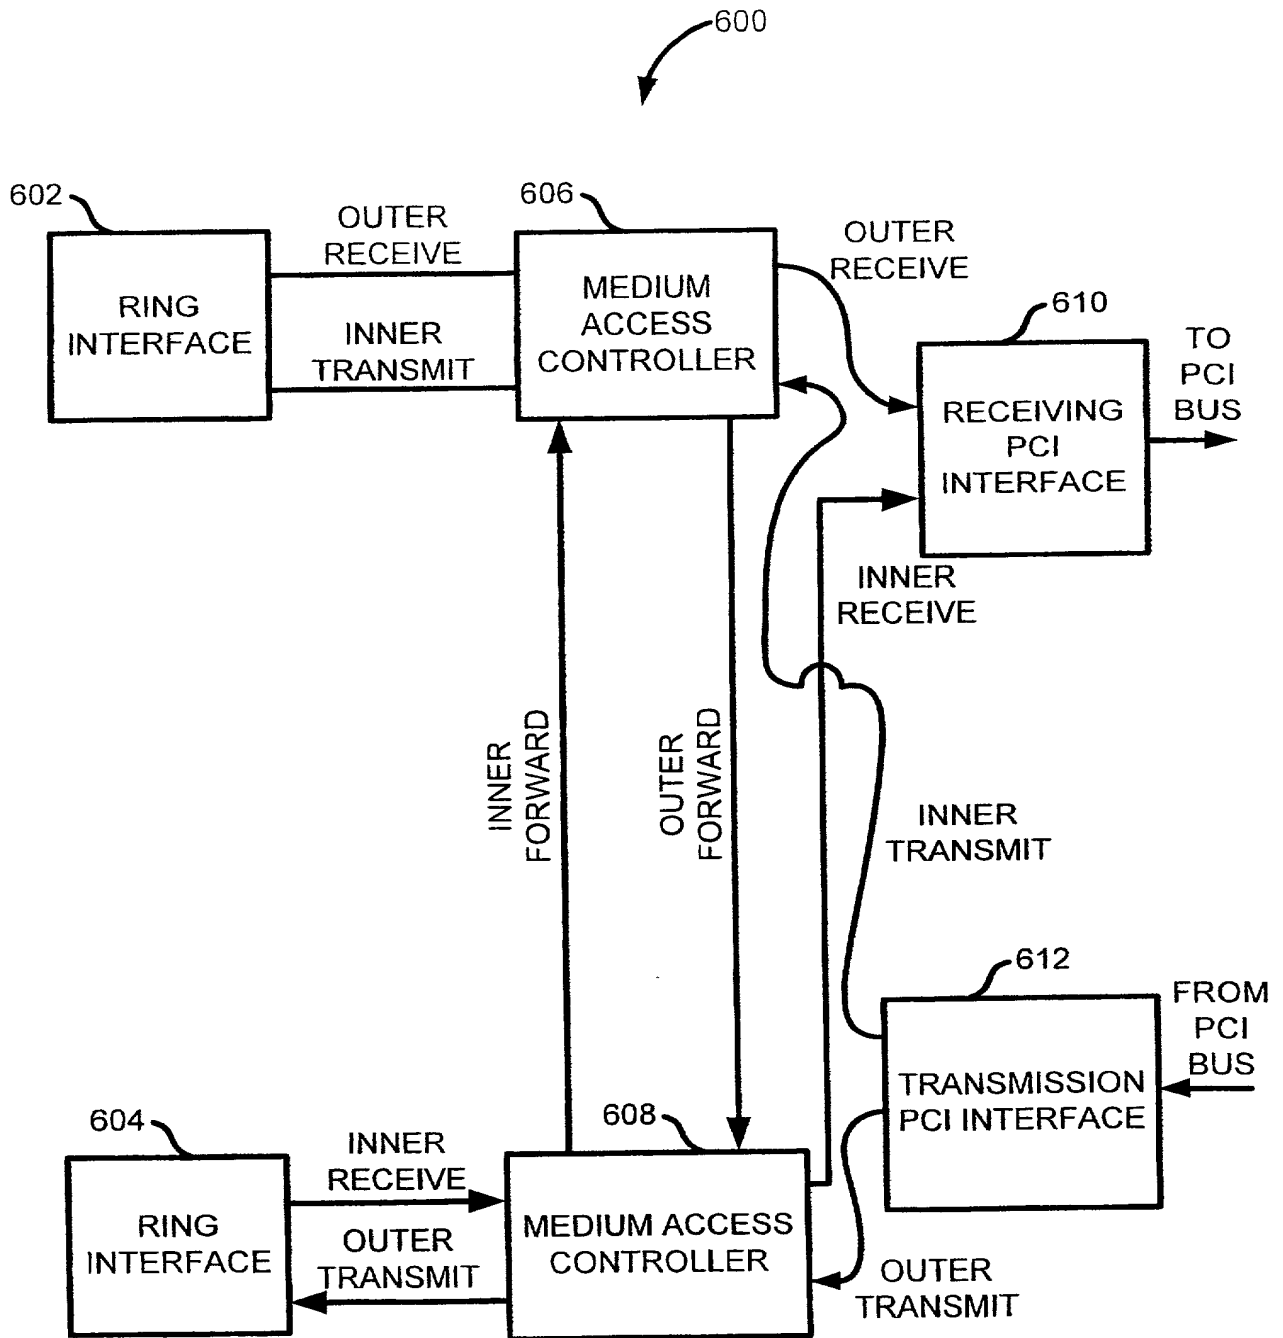 600
602
606
OUTER
RECEIVE
OUTER
RECEIVE
RING
INTERFACE
MEDIUM
ACCESS
CONTROLLER
INNER
TRANSMIT
610
TO
PCI
BUS
RECEIVING
PCI
INTERFACE
INNER
RECEIVE
INNER
FORWARD
OUTER
FORWARD
INNER
TRANSMIT
612
FROM
PCI
BUS
TRANSMISSION
PCI INTERFACE
604
608
INNER
RECEIVE
RING
INTERFACE
OUTER
TRANSMIT
MEDIUM ACCESS
CONTROLLER
OUTER
TRANSMIT